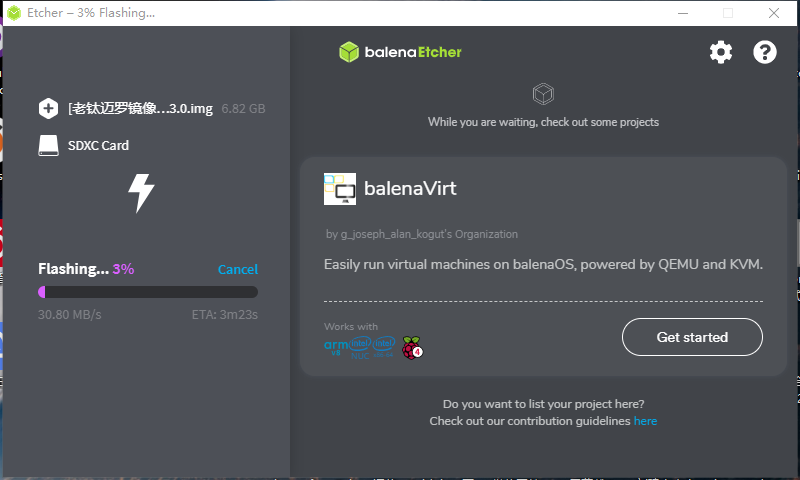 Etcher – 3% Flashing...
balenaEtcher
[老钛迈罗镜像...3.0.img 6.82 GB
SDXC Card
Flashing... 3% Cancel
30.80 MB/s ETA: 3m23s
While you are waiting, check out some projects
balenaVirt
by g_joseph_alan_kogut's Organization
Easily run virtual machines on balenaOS, powered by QEMU and KVM.
Works with
arm intel intel 4
NUC
Get started
Do you want to list your project here?
Check out our contribution guidelines here